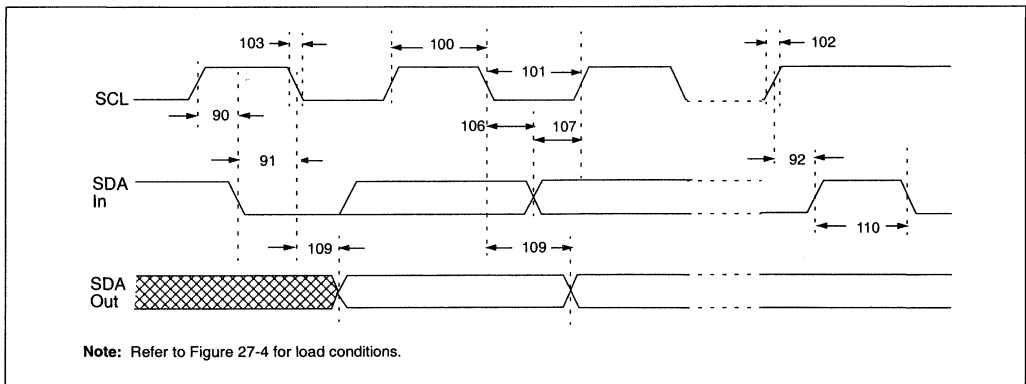 103
100
102
101
SCL
90
106
107
91
92
SDA
In
110
109
109
SDA
Out
Note: Refer to Figure 27-4 for load conditions.